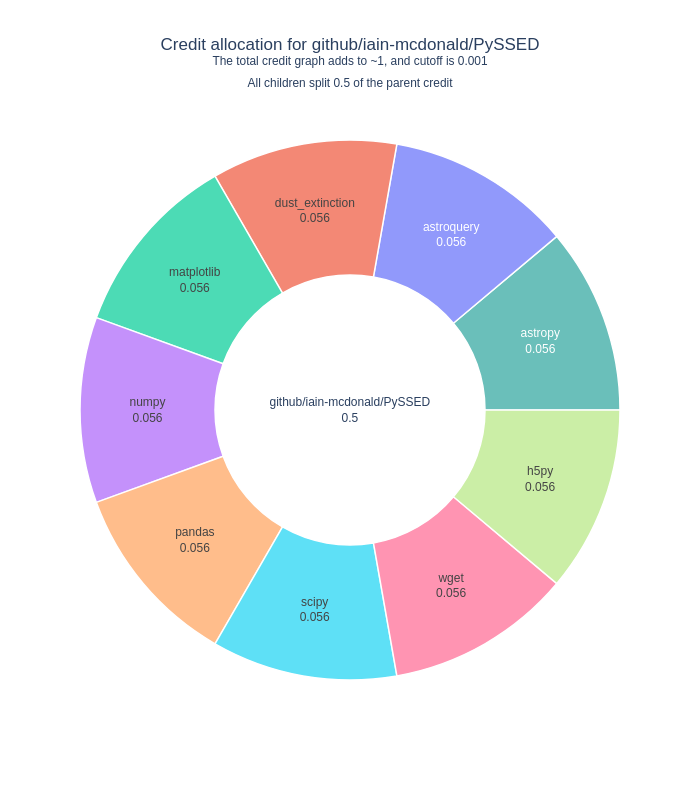 Credit allocation for github/iain-mcdonald/PySSED
The total credit graph adds to ~1, and cutoff is 0.001
All children split 0.5 of the parent credit
dust_extinction
0.056
astroquery
0.056
matplotlib
0.056
astropy
0.056
numpy
0.056
github/iain-mcdonald/PySSED
0.5
h5py
0.056
pandas
0.056
wget
0.056
scipy
0.056